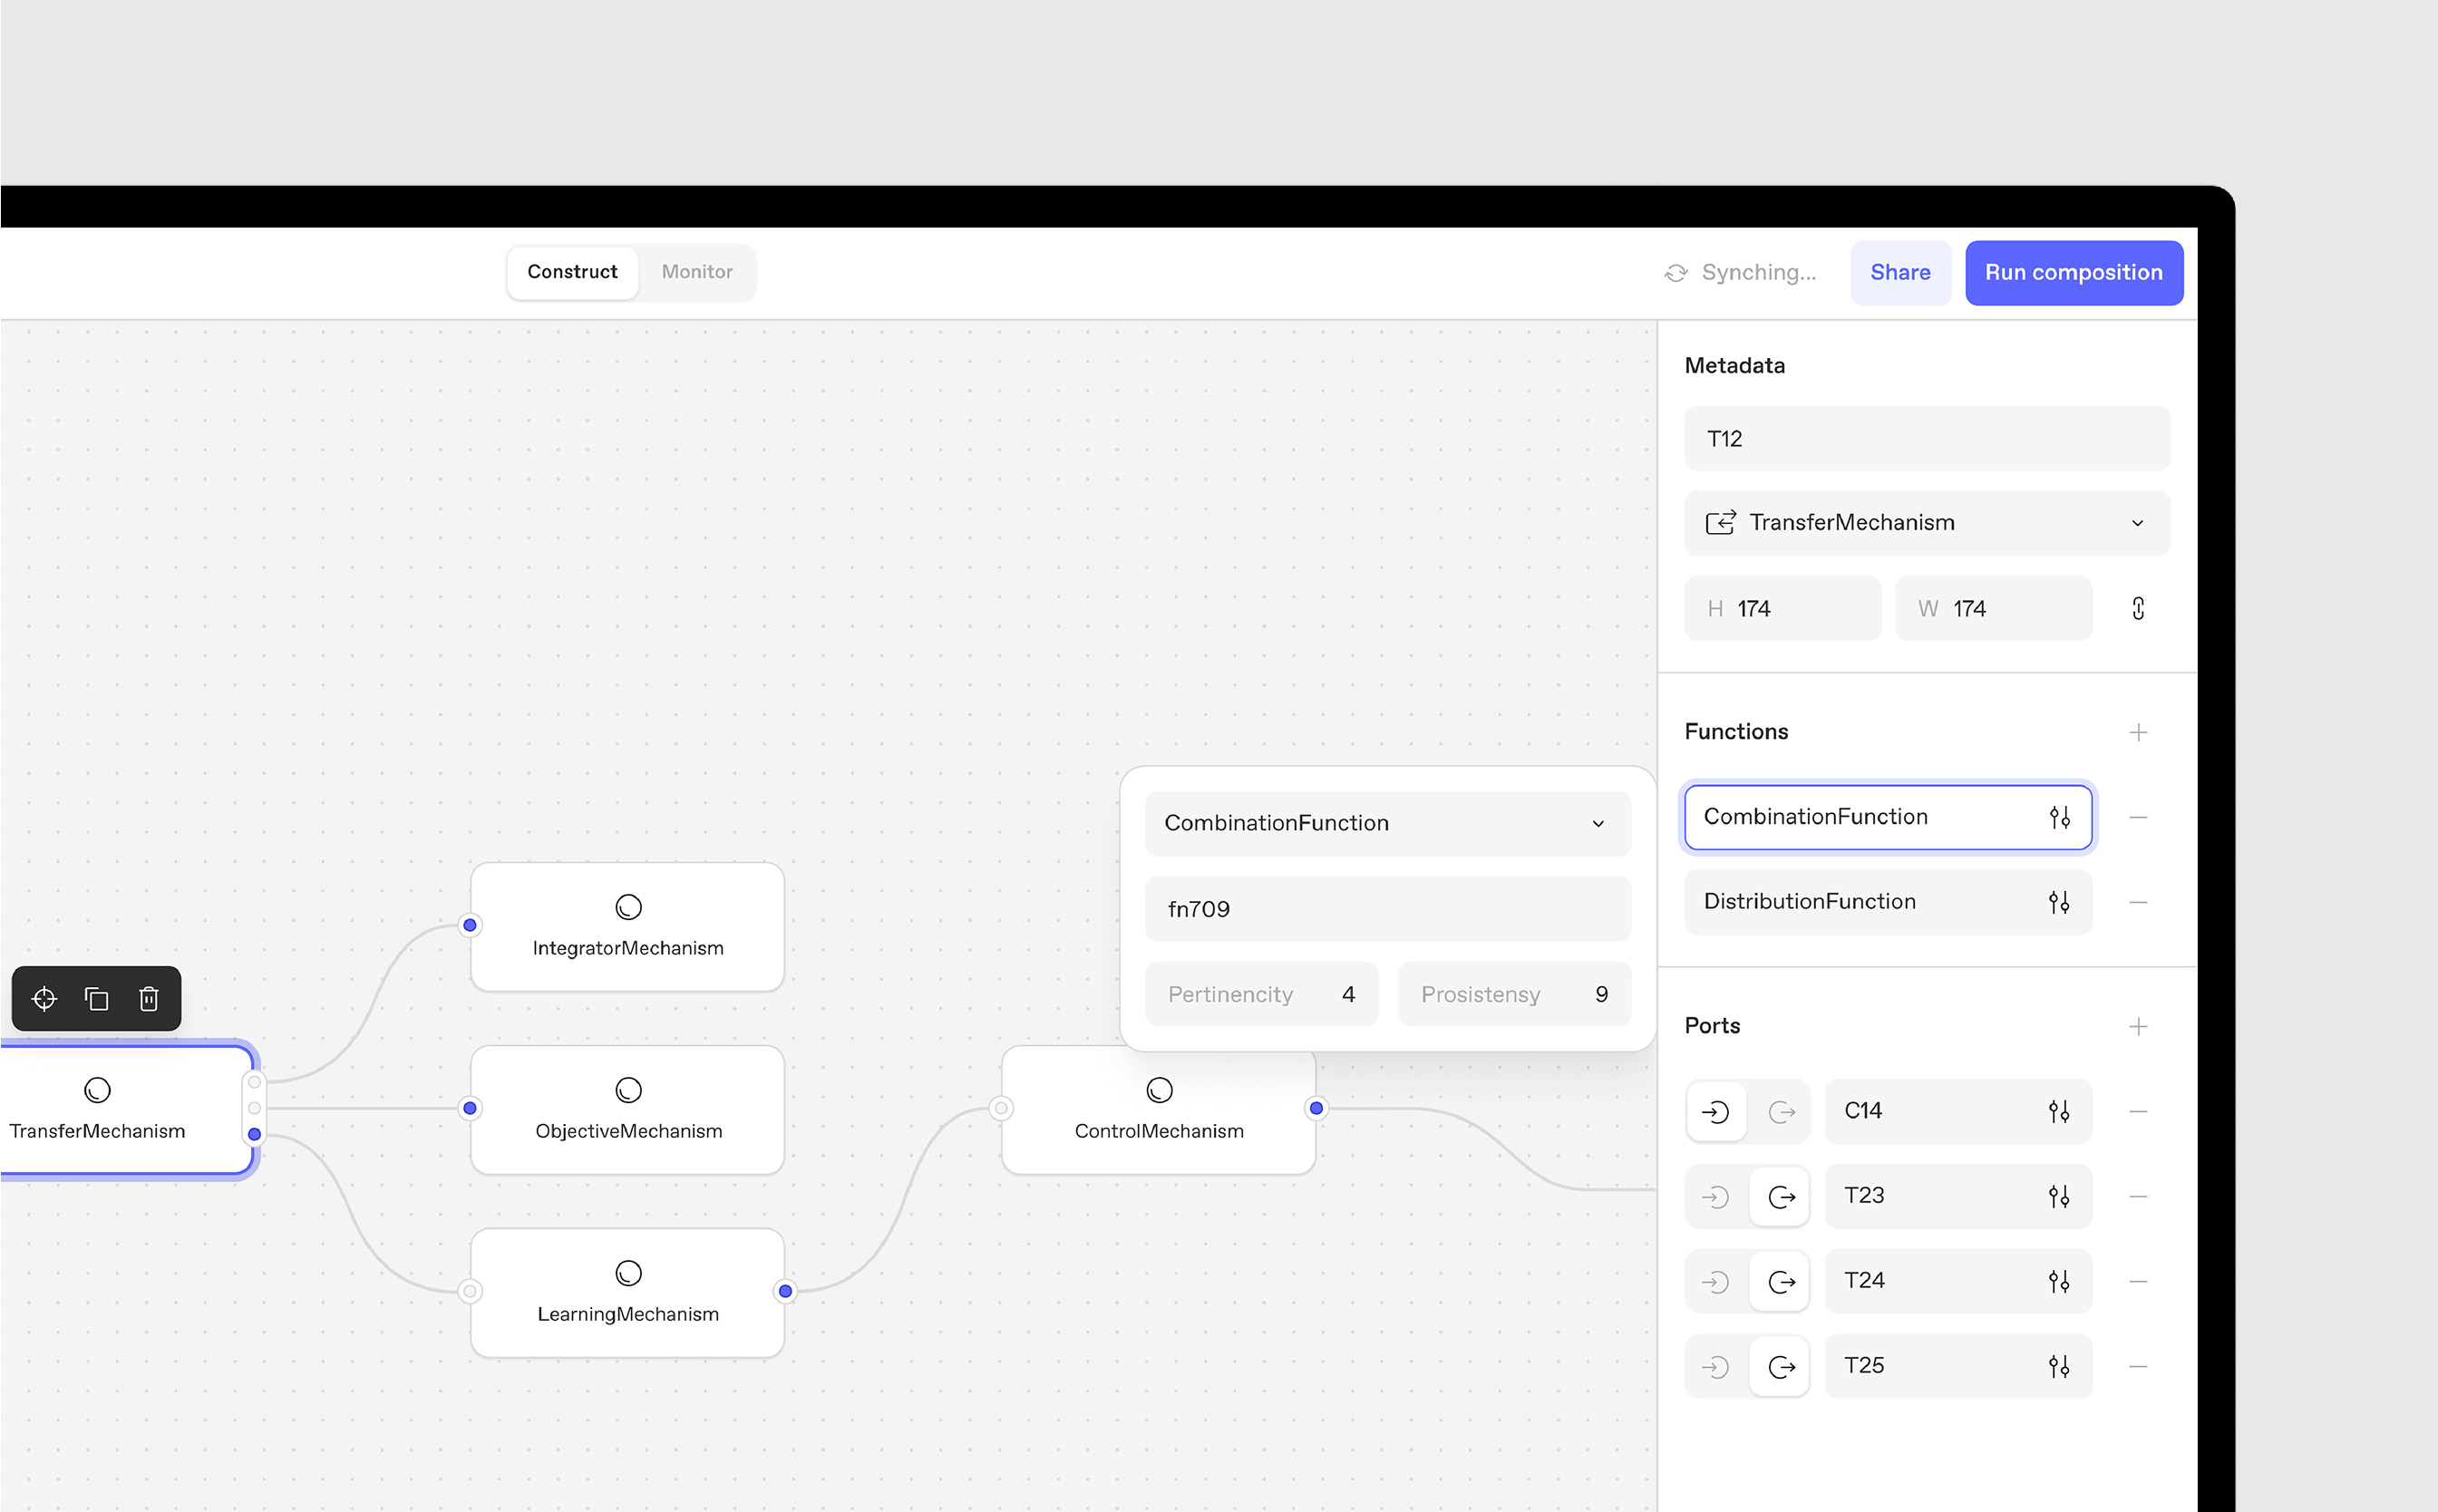 Construct
Monitor
Synching...
Share
Run composition
Metadata
T12
TransferMechanism
H 174
W 174
Functions
CombinationFunction
DistributionFunction
CombinationFunction
fn709
Pertinencity 4
Prosistensy 9
IntegratorMechanism
TransferMechanism
ObjectiveMechanism
ControlMechanism
LearningMechanism
Ports
C14
T23
T24
T25